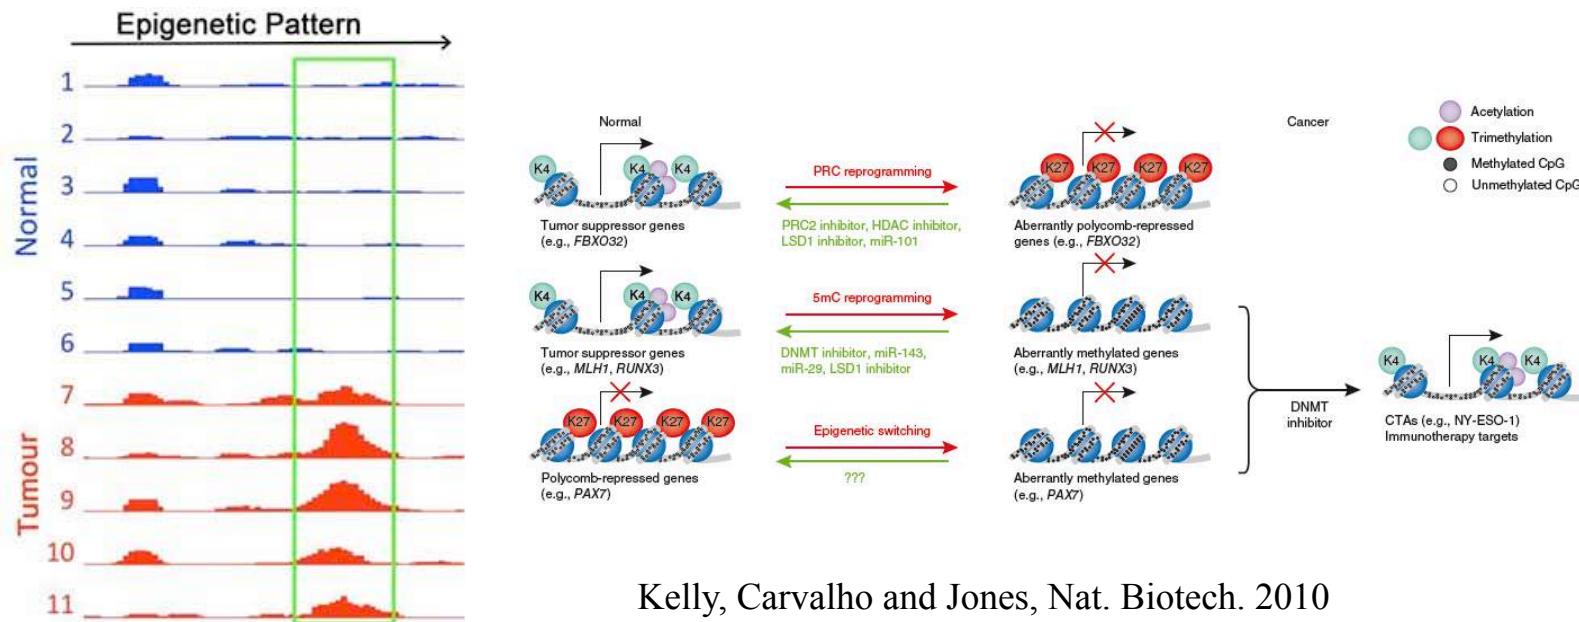 Epigenetic Pattern
Normal
1
2
3
4
5
6
Tumour
7
8
9
10
11
Normal
Cancer
Acetylation
Trimethylation
Methylated CpG
Unmethylated CpG
K4
K4
K4
Tumor suppressor genes
(e.g., FBXO32)
PRC reprogramming
PRC2 inhibitor, HDAC inhibitor,
LSD1 inhibitor, miR-101
K27
K27
K27
K27
Aberrantly polycomb-repressed
genes (e.g., FBXO32)
K4
K4
K4
Tumor suppressor genes
(e.g., MLH1, RUNX3)
5mC reprogramming
DNMT inhibitor, miR-143,
miR-29, LSD1 inhibitor
Aberrantly methylated genes
(e.g., MLH1, RUNX3)
K27
K27
K27
K27
Polycomb-repressed genes
(e.g., PAX7)
Epigenetic switching
???
Aberrantly methylated genes
(e.g., PAX7)
DNMT
inhibitor
K4
K4
K4
CTAs (e.g., NY-ESO-1)
Immunotherapy targets
Kelly, Carvalho and Jones, Nat. Biotech. 2010